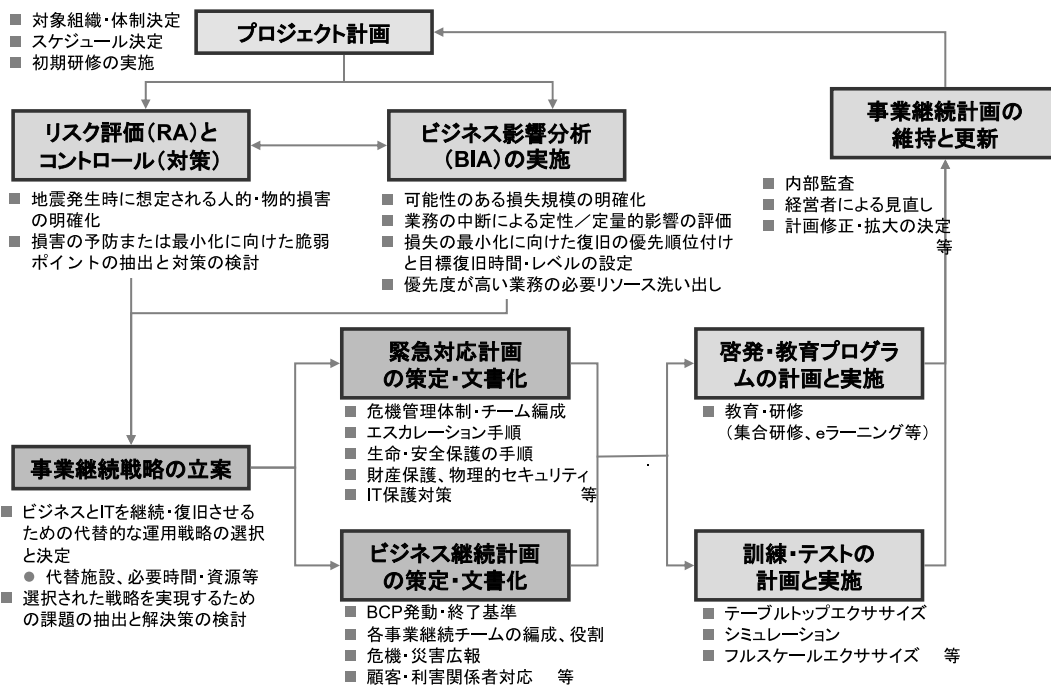 ■ 対象組織・体制決定
■ スケジュール決定
■ 初期研修の実施
プロジェクト計画
リスク評価(RA)と
コントロール(対策)
■ 地震発生時に想定される人的・物的損害
の明確化
■ 損害の予防または最小化に向けた脆弱
ポイントの抽出と対策の検討
ビジネス影響分析
(BIA)の実施
■ 可能性のある損失規模の明確化
■ 業務の中断による定性／定量的影響の評価
■ 損失の最小化に向けた復旧の優先順位付け
と目標復旧時間・レベルの設定
■ 優先度が高い業務の必要リソース洗い出し
事業継続計画の
維持と更新
■ 内部監査
■ 経営者による見直し
■ 計画修正・拡大の決定
等
事業継続戦略の立案
■ ビジネスとITを継続・復旧させる
ための代替的な運用戦略の選択
と決定
● 代替施設、必要時間・資源等
■ 選択された戦略を実現するため
の課題の抽出と解決策の検討
緊急対応計画
の策定・文書化
■ 危機管理体制・チーム編成
■ エスカレーション手順
■ 生命・安全保護の手順
■ 財産保護、物理的セキュリティ
■ IT保護対策 等
ビジネス継続計画
の策定・文書化
■ BCP発動・終了基準
■ 各事業継続チームの編成、役割
■ 危機・災害広報
■ 顧客・利害関係者対応 等
啓発・教育プログラ
ムの計画と実施
■ 教育・研修
（集合研修、eラーニング等）
訓練・テストの
計画と実施
■ テーブルトップエクササイズ
■ シミュレーション
■ フルスケールエクササイズ 等